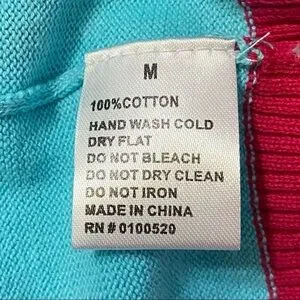 M
100%COTTON
HAND WASH COLD
DRY FLAT
DO NOT BLEACH
DO NOT DRY CLEAN
DO NOT IRON
MADE IN CHINA
RN # 0100520